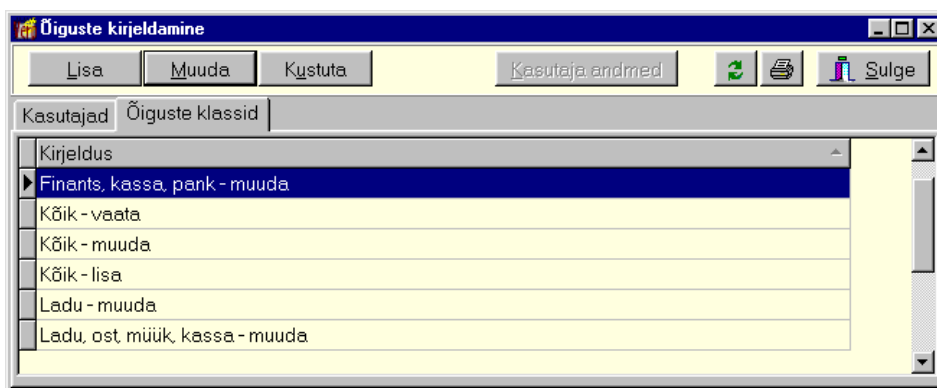 Õiguste kirjeldamine
Lisa Muuda Kustuta Kasutaja andmed Sulge
Kasutajad Õiguste klassid
Kirjeldus
Finants, kassa, pank - muuda
Kõik - vaata
Kõik - muuda
Kõik - lisa
Ladu - muuda
Ladu, ost, müük, kassa - muuda